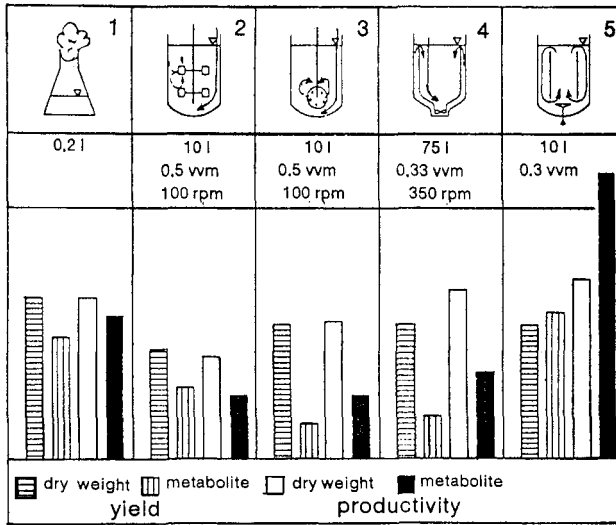 1
2
3
4
5
0,2 l
10 l
0.5 vvm
100 rpm
10 l
0.5 vvm
100 rpm
75 l
0,33 vvm
350 rpm
10 l
0.3 vvm
dry weight metabolite dry weight metabolite
yield productivity